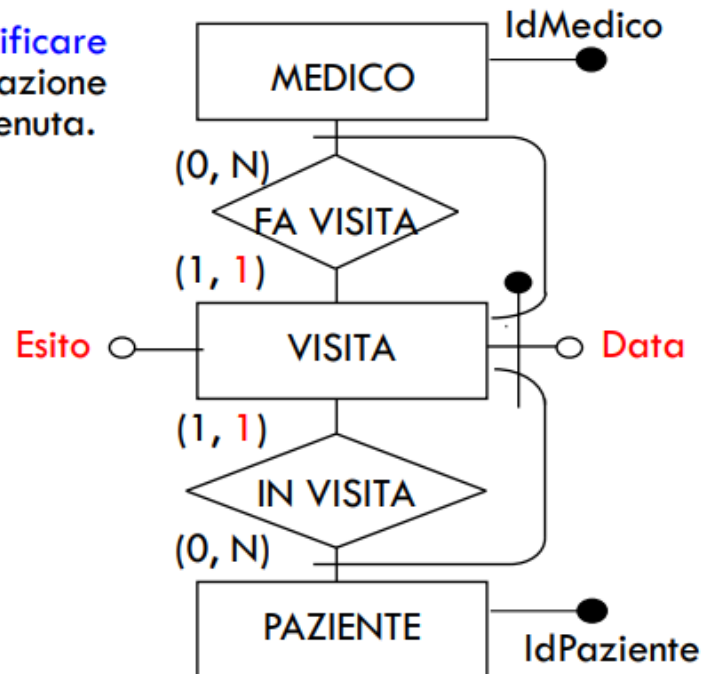 ificare
azione
enuta.
IdMedico
MEDICO
(0, N)
FA VISITA
(1, 1)
Esito
VISITA
Data
(1, 1)
IN VISITA
(0, N)
PAZIENTE
IdPaziente